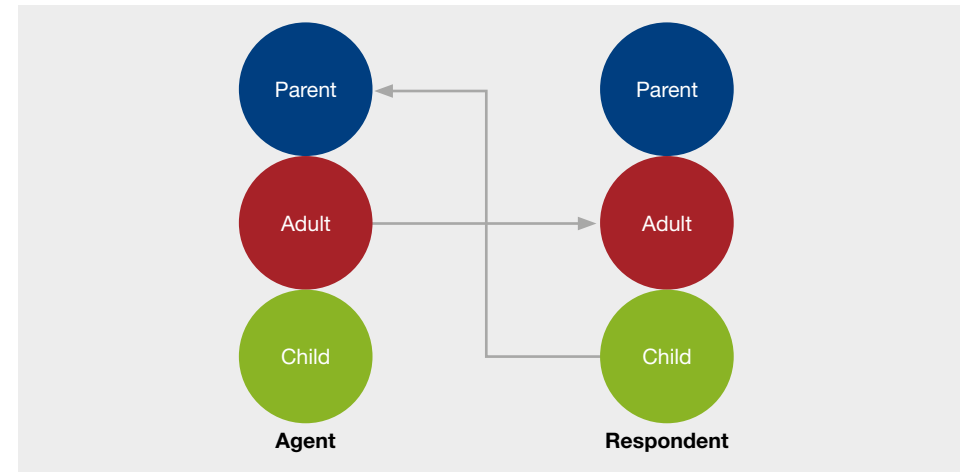 Parent
Parent
Adult
Adult
Child
Child
Agent
Respondent